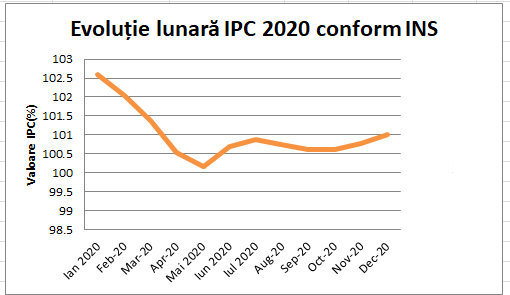 Evoluție lunară IPC 2020 conform INS
Valoare IPC(%)
103
102.5
102
101.5
101
100.5
100
99.5
99
98.5
Ian 2020
Feb-20
Mar-20
Apr-20
Mai 2020
Iun 2020
Iul 2020
Aug-20
Sep-20
Oct-20
Nov-20
Dec-20